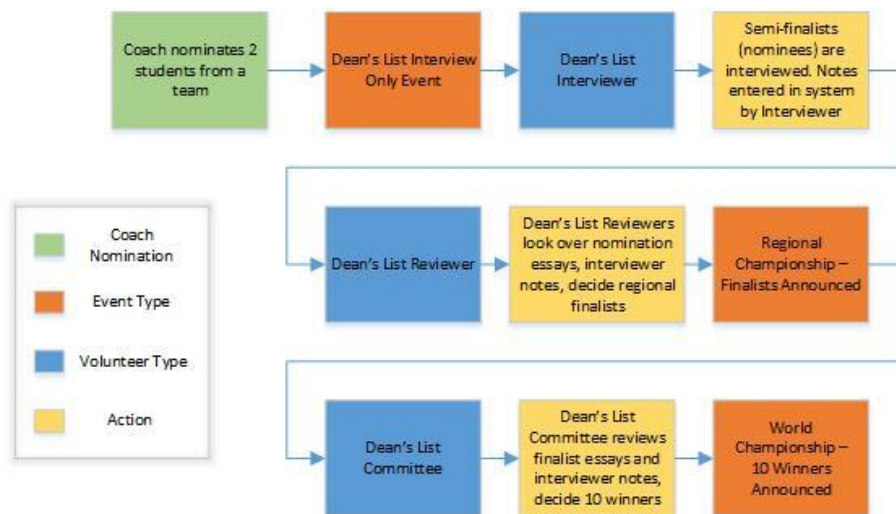 Coach nominates 2
students from a
team
Dean's List Interview
Only Event
Dean's List
Interviewer
Semi-finalists
(nominees) are
interviewed. Notes
entered in system
by Interviewer
Coach
Nomination
Event Type
Volunteer Type
Action
Dean's List Reviewer
Dean's List Reviewers
look over nomination
essays, interviewer
notes, decide regional
finalists
Regional
Championship –
Finalists Announced
Dean's List
Committee
Dean's List
Committee reviews
finalist essays and
interviewer notes,
decide 10 winners
World
Championship –
10 Winners
Announced